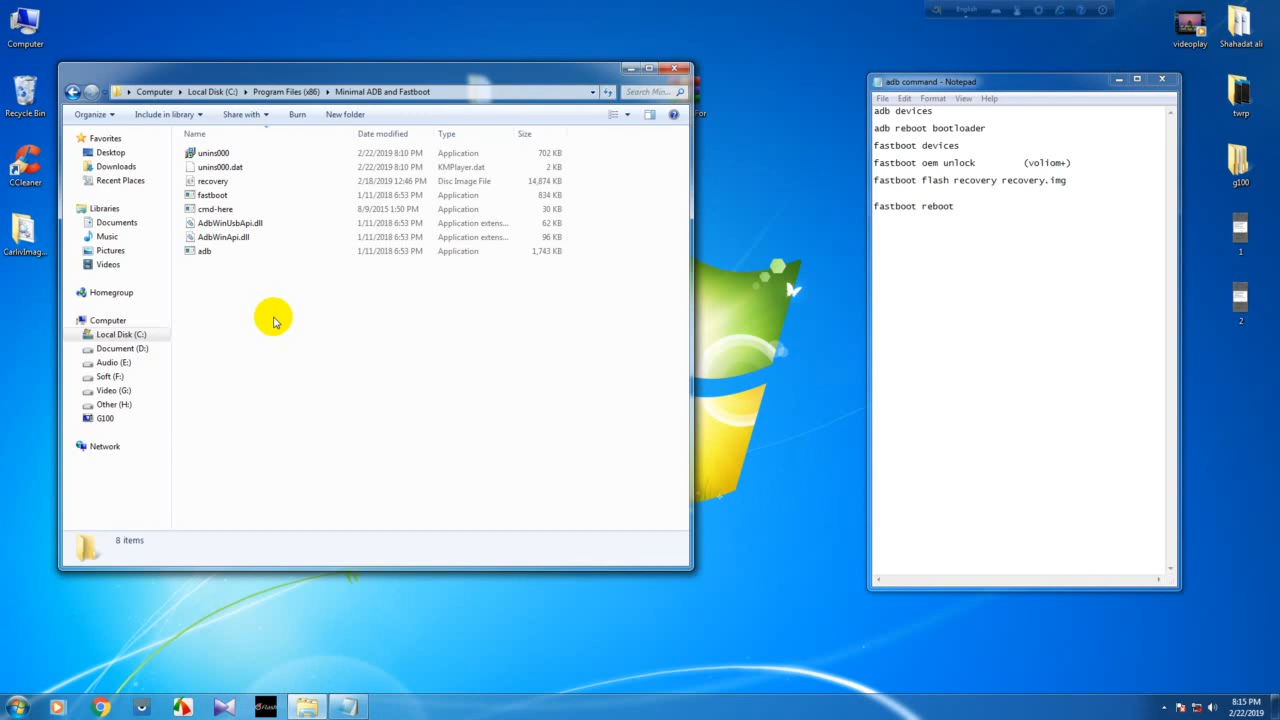 Computer
Recycle Bin
CCleaner
CarlivImag...
English
videoplay
Shahadat.ali
twrp
g100
1
2
Computer
Local Disk (C:)
Program Files (x86)
Minimal ADB and Fastboot
Search Min...
Organize
Include in library
Share with
Burn
New folder
Favorites
Desktop
Downloads
Recent Places
Libraries
Documents
Music
Pictures
Videos
Homegroup
Computer
Local Disk (C:)
Document (D:)
Audio (E:)
Soft (F:)
Video (G:)
Other (H:)
G100
Network
Name Date modified Type Size
unins000 2/22/2019 8:10 PM Application 702 KB
unins000.dat 2/22/2019 8:10 PM KMPlayer.dat 2 KB
recovery 2/18/2019 12:46 PM Disc Image File 14,874 KB
fastboot 1/11/2018 6:53 PM Application 834 KB
cmd-here 8/9/2015 1:50 PM Application 30 KB
AdbWinUsbApi.dll 1/11/2018 6:53 PM Application extens... 62 KB
AdbWinApi.dll 1/11/2018 6:53 PM Application extens... 96 KB
adb 1/11/2018 6:53 PM Application 1,743 KB
8 items
For
adb command - Notepad
File Edit Format View Help
adb devices
adb reboot bootloader
fastboot devices
fastboot oem unlock (voliom+)
fastboot flash recovery recovery.img
fastboot reboot
Flash
8:15 PM
2/22/2019